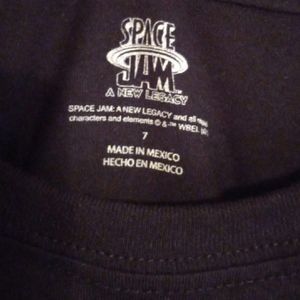 SPACE
JAM
A NEW LEGACY
SPACE JAM: A NEW LEGACY and all
characters and elements © & ™ WBEI.
7
MADE IN MEXICO
HECHO EN MEXICO